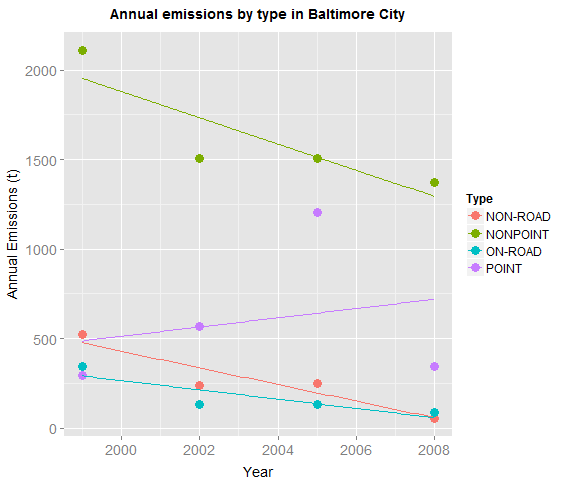 Annual emissions by type in Baltimore City
Annual Emissions (t)
2000
1500
1000
500
0
2000
2002
2004
2006
2008
Year
Type
NON-ROAD
NONPOINT
ON-ROAD
POINT